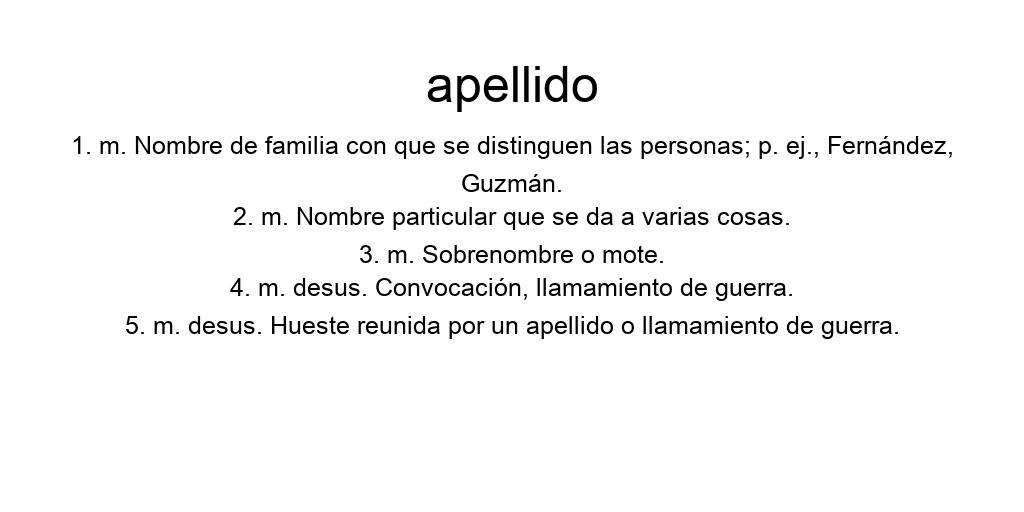 apellido
1. m. Nombre de familia con que se distinguen las personas; p. ej., Fernández,
Guzmán.
2. m. Nombre particular que se da a varias cosas.
3. m. Sobrenombre o mote.
4. m. desus. Convocación, llamamiento de guerra.
5. m. desus. Hueste reunida por un apellido o llamamiento de guerra.